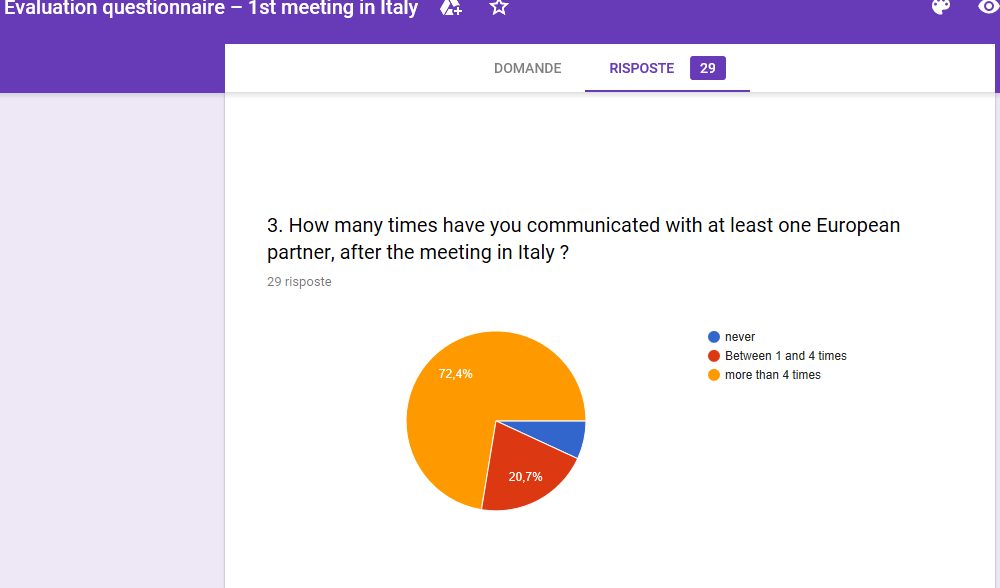 Evaluation questionnaire – 1st meeting in Italy
DOMANDE
RISPOSTE 29
3. How many times have you communicated with at least one European
partner, after the meeting in Italy ?
29 risposte
never
Between 1 and 4 times
more than 4 times
72,4%
20,7%